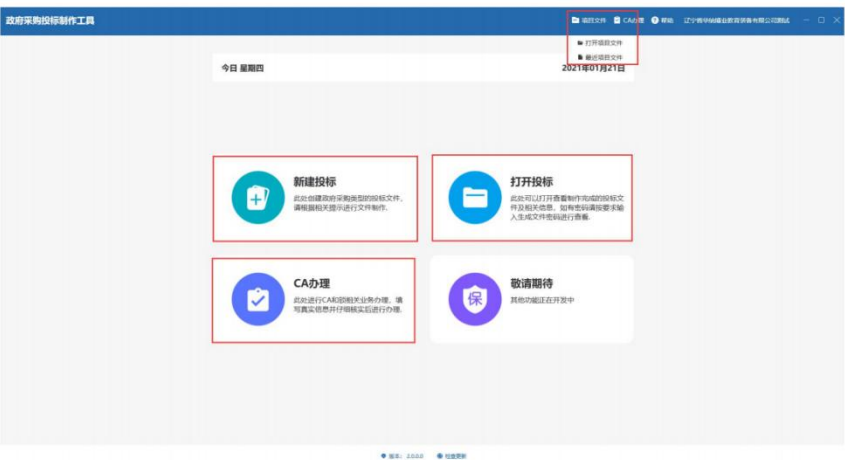 政府采购投标制作工具
项目文件 CA办理 帮助
打开项目文件
最近项目文件
今日 星期四
2021年01月21日
新建投标
此处创建政府采购类型的投标文件,
请根据相关提示进行文件制作.
打开投标
此处可以打开查看制作完成的投标文
件及相关信息, 如有密码请按要求输
入生成文件密码进行查看.
CA办理
此处进行CA和锁相关业务办理, 填
写真实信息并仔细核实后进行办理.
保
敬请期待
其他功能正在开发中
版本: 2.0.0.0 检查更新